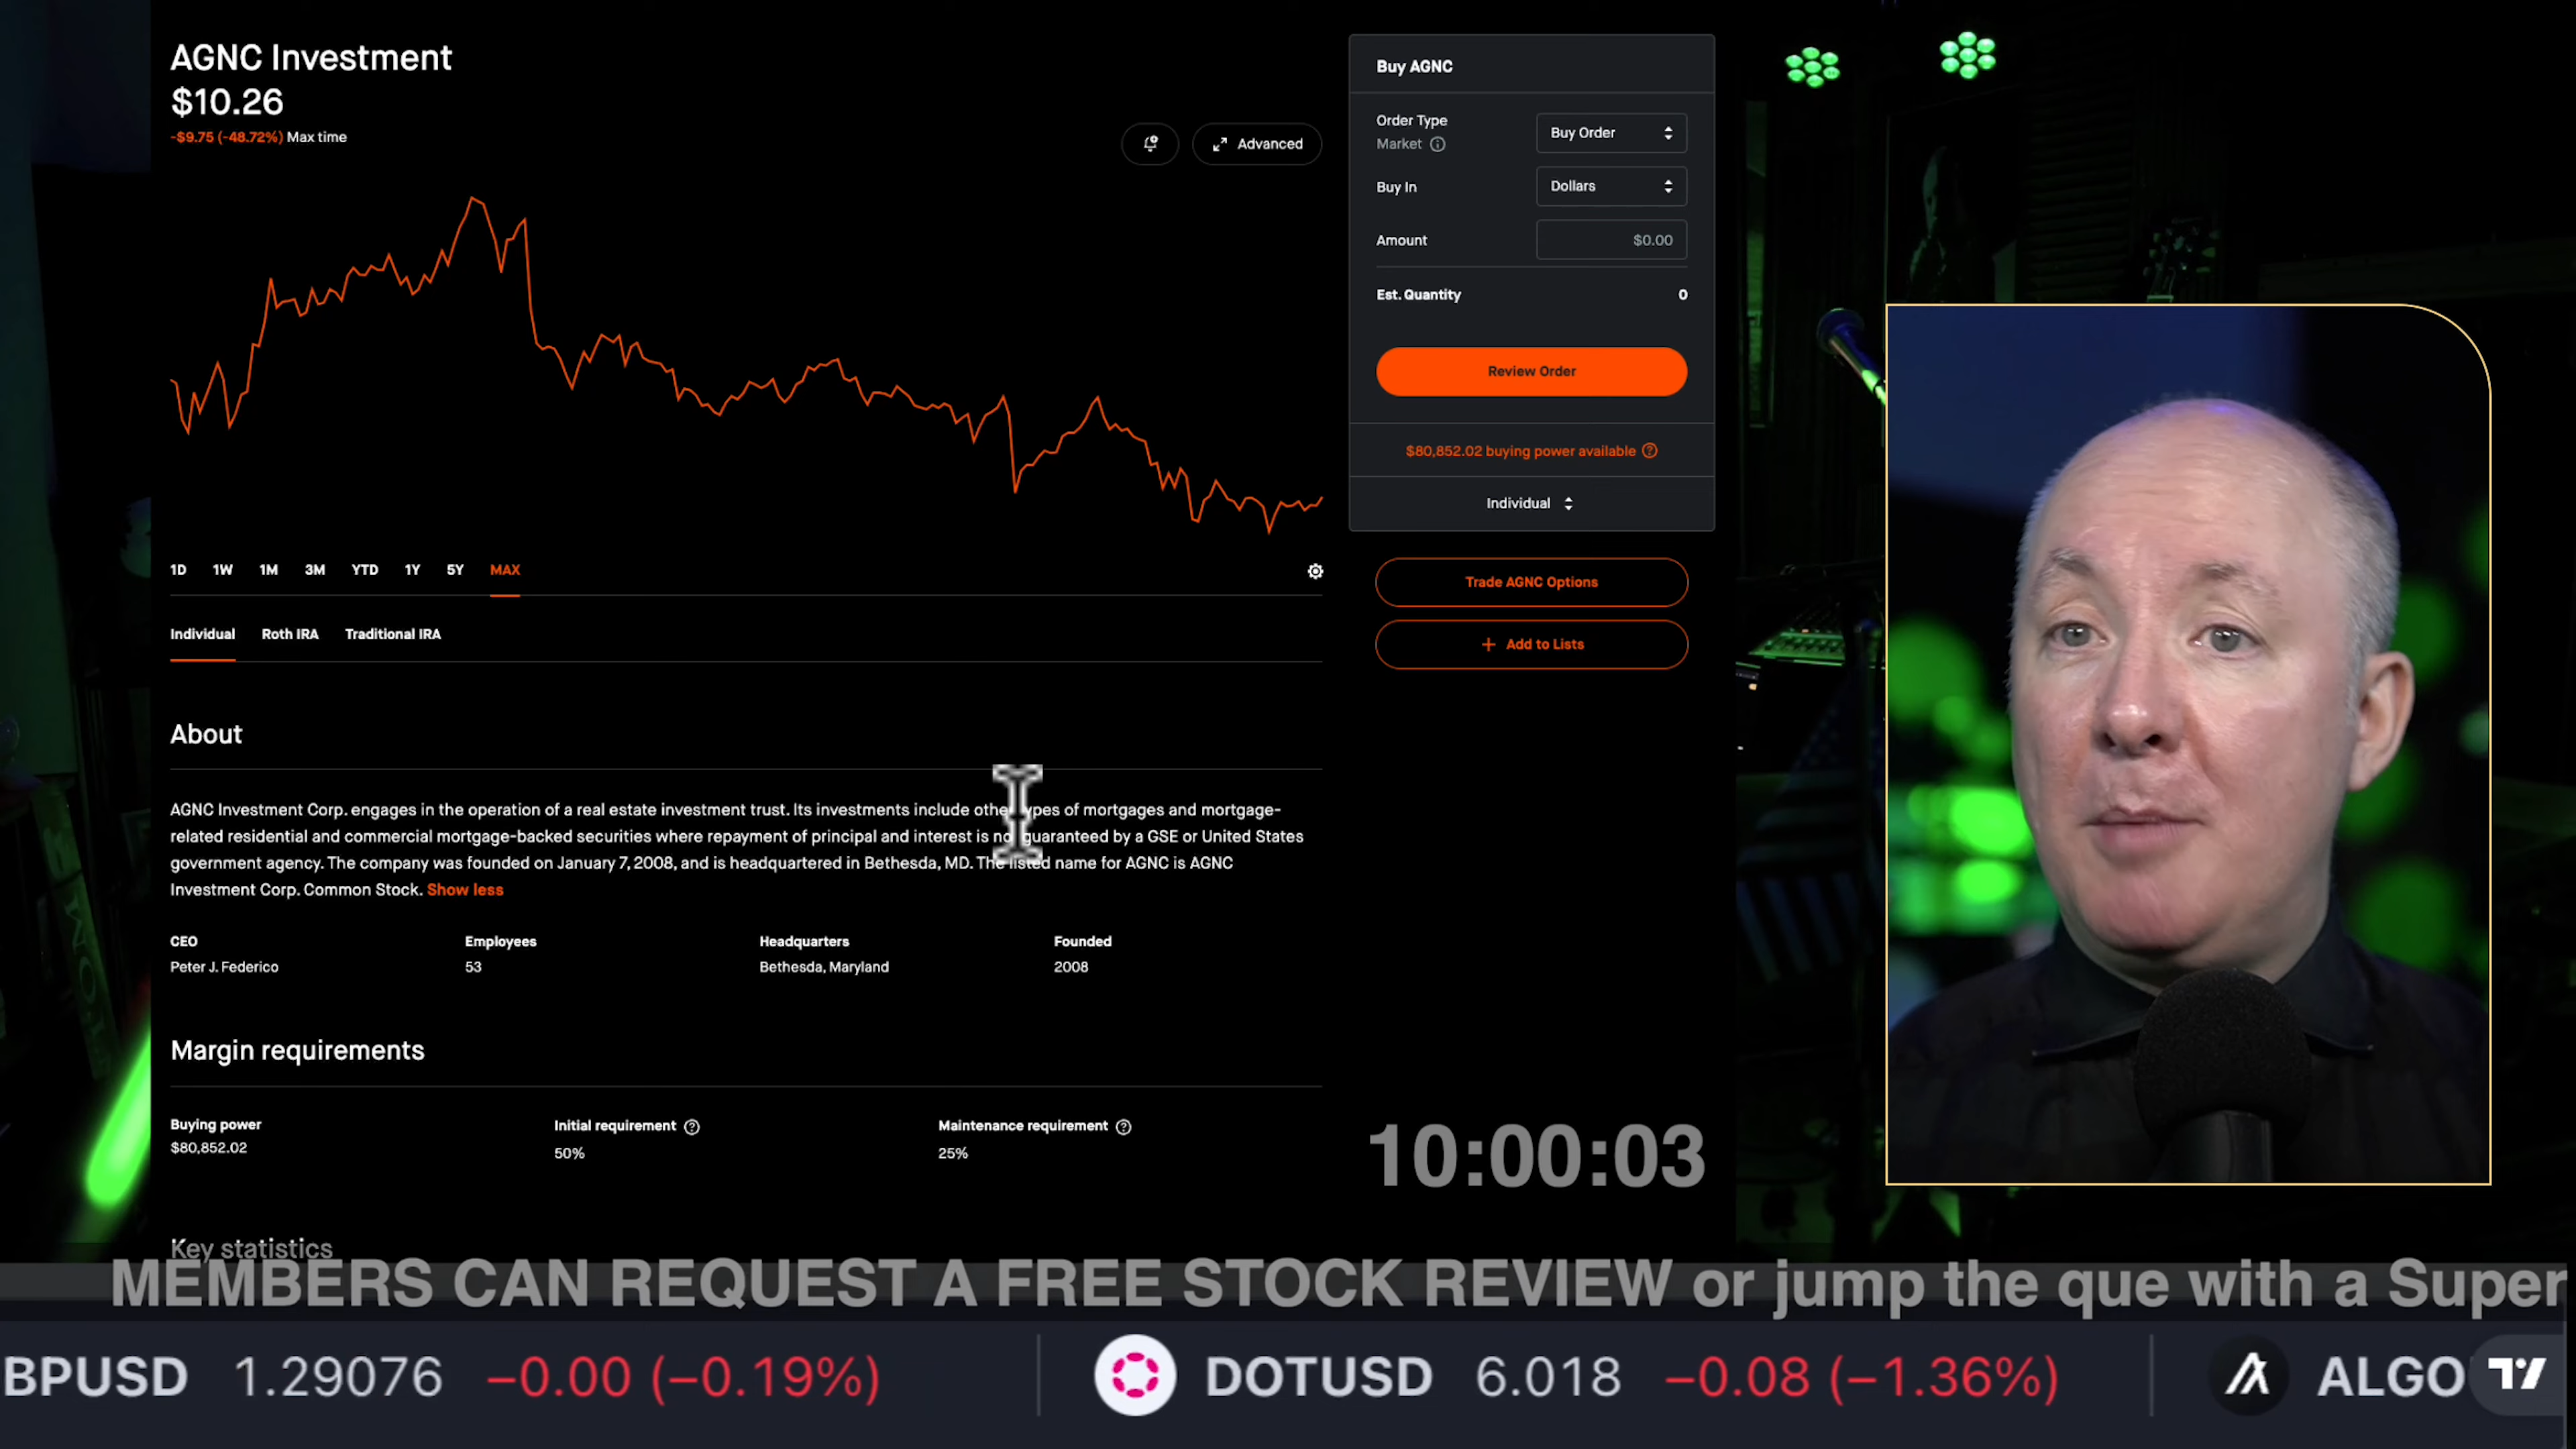 AGNC Investment
$10.26
-$9.75 (-48.72%) Max time
Advanced
1D 1W 1M 3M YTD 1Y 5Y MAX
Individual Roth IRA Traditional IRA
About
AGNC Investment Corp. engages in the operation of a real estate investment trust. Its investments include other types of mortgages and mortgage-
related residential and commercial mortgage-backed securities where repayment of principal and interest is not guaranteed by a GSE or United States
government agency. The company was founded on January 7, 2008, and is headquartered in Bethesda, MD. The listed name for AGNC is AGNC
Investment Corp. Common Stock. Show less
CEO Employees Headquarters Founded
Peter J. Federico 53 Bethesda, Maryland 2008
Margin requirements
Buying power Initial requirement Maintenance requirement
$80,852.02 50% 25%
Key statistics
Buy AGNC
Order Type Buy Order
Market
Buy In Dollars
Amount $0.00
Est. Quantity 0
Review Order
$80,852.02 buying power available
Individual
Trade AGNC Options
+ Add to Lists
10:00:03
MEMBERS CAN REQUEST A FREE STOCK REVIEW or jump the que with a Super
BPUSD 1.29076 −0.00 (−0.19%) DOTUSD 6.018 −0.08 (−1.36%) ALGO